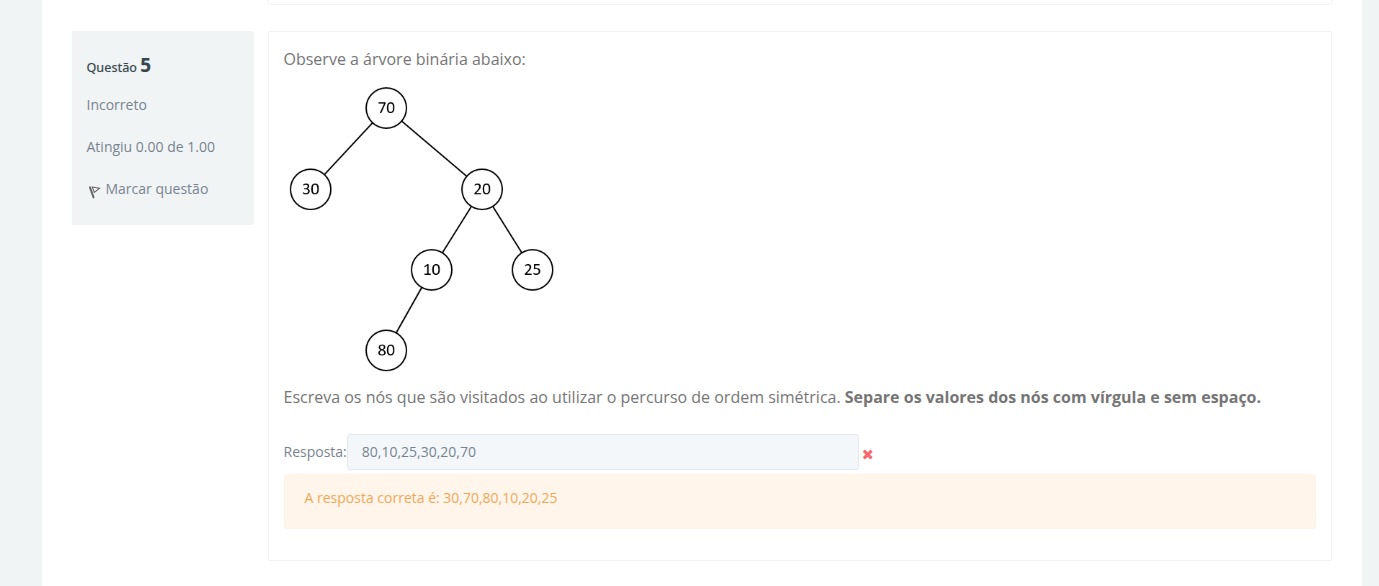 Questão 5
Incorreto
Atingiu 0.00 de 1.00
Marcar questão
Observe a árvore binária abaixo:
70
30
20
10
25
80
Escreva os nós que são visitados ao utilizar o percurso de ordem simétrica. Separe os valores dos nós com vírgula e sem espaço.
Resposta: 80,10,25,30,20,70
A resposta correta é: 30,70,80,10,20,25